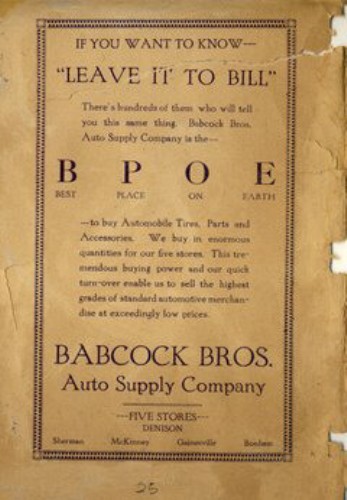 IF YOU WANT TO KNOW---
"LEAVE IT TO BILL"
There's hundreds of them who will tell
you this same thing. Babcock Bros.
Auto Supply Company is the—
B P O E
BEST PLACE ON EARTH
—to buy Automobile Tires, Parts and
Accessories. We buy in enormous
quantities for our five stores. This tre-
mendous buying power and our quick
turn-over enable us to sell the highest
grades of standard automotive merchan-
dise at exceedingly low prices.
BABCOCK BROS.
Auto Supply Company
---FIVE STORES---
DENISON
Sherman McKinney Gainesville Bonham
25